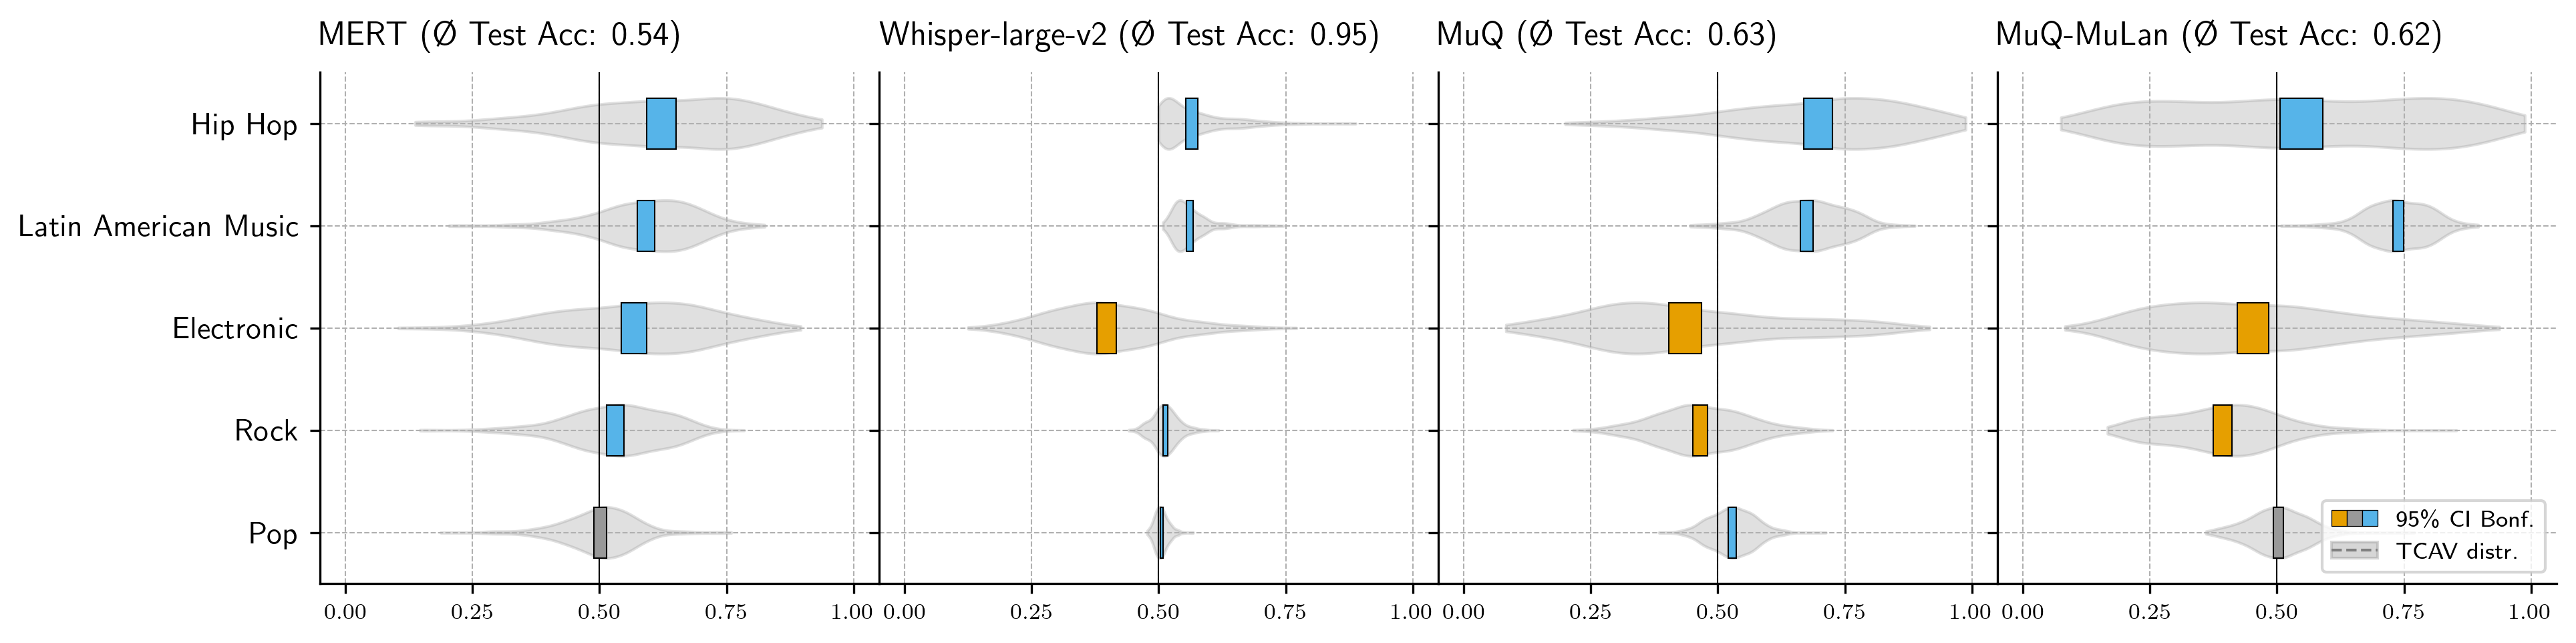 MERT (Ø Test Acc: 0.54)
Whisper-large-v2 (Ø Test Acc: 0.95)
MuQ (Ø Test Acc: 0.63)
MuQ-MuLan (Ø Test Acc: 0.62)
Hip Hop
Latin American Music
Electronic
Rock
Pop
95% CI Bonf.
TCAV distr.
0.00 0.25 0.50 0.75 1.00
0.00 0.25 0.50 0.75 1.00
0.00 0.25 0.50 0.75 1.00
0.00 0.25 0.50 0.75 1.00